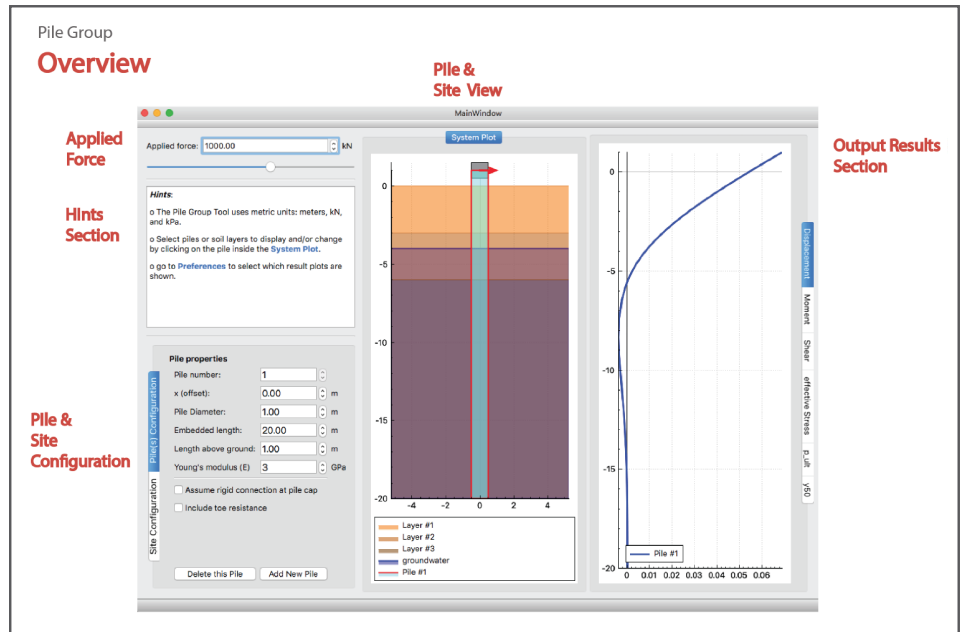 Pile Group
Overview
Pile &
Site View
Applied
Force
Hints
Section
Pile &
Site
Configuration
Output Results
Section
MainWindow
Applied force: 1000.00 kN
Hints:
o The Pile Group Tool uses metric units: meters, kN,
and kPa.
o Select piles or soil layers to display and/or change
by clicking on the pile inside the System Plot.
o go to Preferences to select which result plots are
shown.
Pile(s) Configuration
Site Configuration
Pile properties
Pile number: 1
x (offset): 0.00 m
Pile Diameter: 1.00 m
Embedded length: 20.00 m
Length above ground: 1.00 m
Young's modulus (E) 3 GPa
Assume rigid connection at pile cap
Include toe resistance
Delete this Pile Add New Pile
System Plot
0
-5
-10
-15
-20
-4 -2 0 2 4
Layer #1
Layer #2
Layer #3
groundwater
Pile #1
0
-5
-10
-15
-20
0 0.01 0.02 0.03 0.04 0.05 0.06
Pile #1
Displacement
Moment
Shear
effective Stress
p_ult
y50